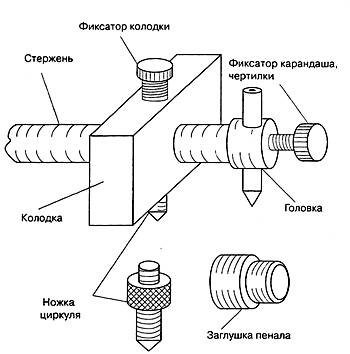 Фиксатор колодки
Стержень
Фиксатор карандаша,
чертилки
Колодка
Головка
Ножка
циркуля
Заглушка пенала